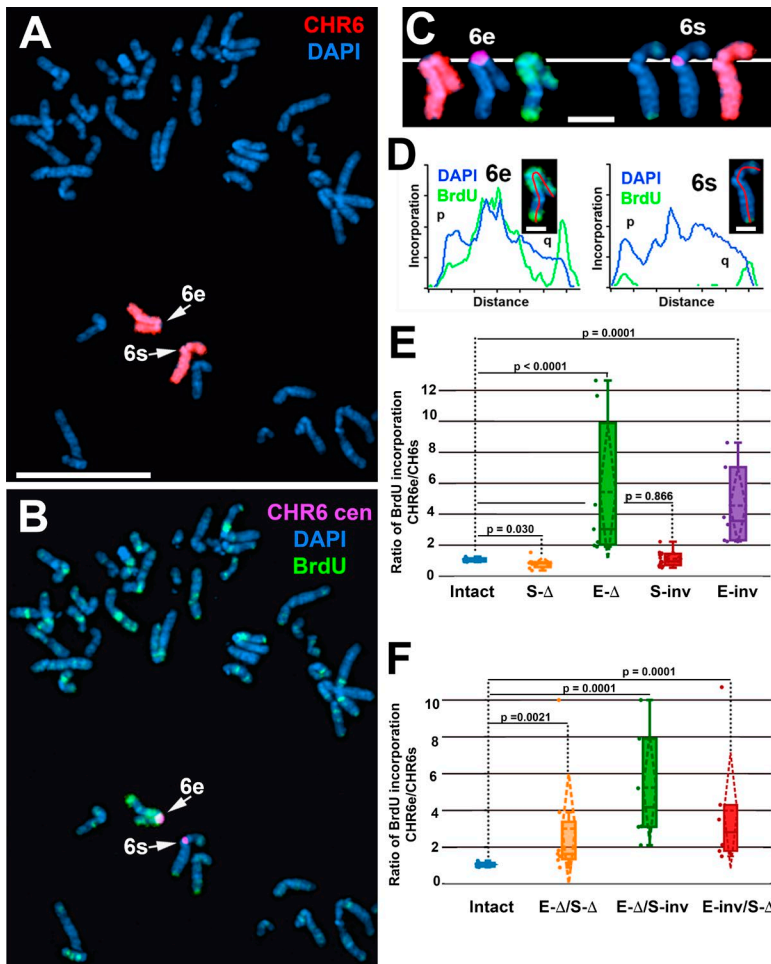 A
CHR6
DAPI
6e
6s
B
CHR6 cen
DAPI
BrdU
6e
6s
C
6e
6s
D
DAPI
BrdU
6e
p
q
Incorporation
Distance
DAPI
BrdU
6s
p
q
Incorporation
Distance
E
p = 0.0001
p < 0.0001
p = 0.866
p = 0.030
Ratio of BrdU incorporation
CHR6e/CH6s
12
10
8
6
4
2
0
Intact
S-Δ
E-Δ
S-inv
E-inv
F
p = 0.0001
p = 0.0001
p =0.0021
Ratio of BrdU incorporation
CHR6e/CHR6s
10
8
6
4
2
0
Intact
E-Δ/S-Δ
E-Δ/S-inv
E-inv/S-Δ